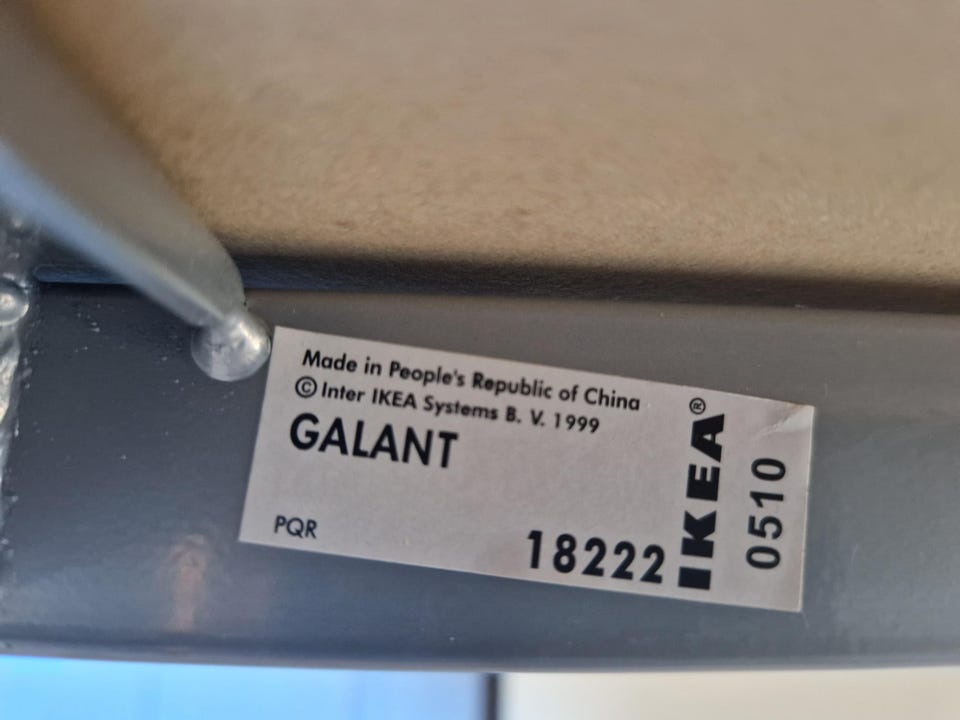 Made in People's Republic of China
© Inter IKEA Systems B. V. 1999
GALANT
PQR
18222
IKEA®
0510